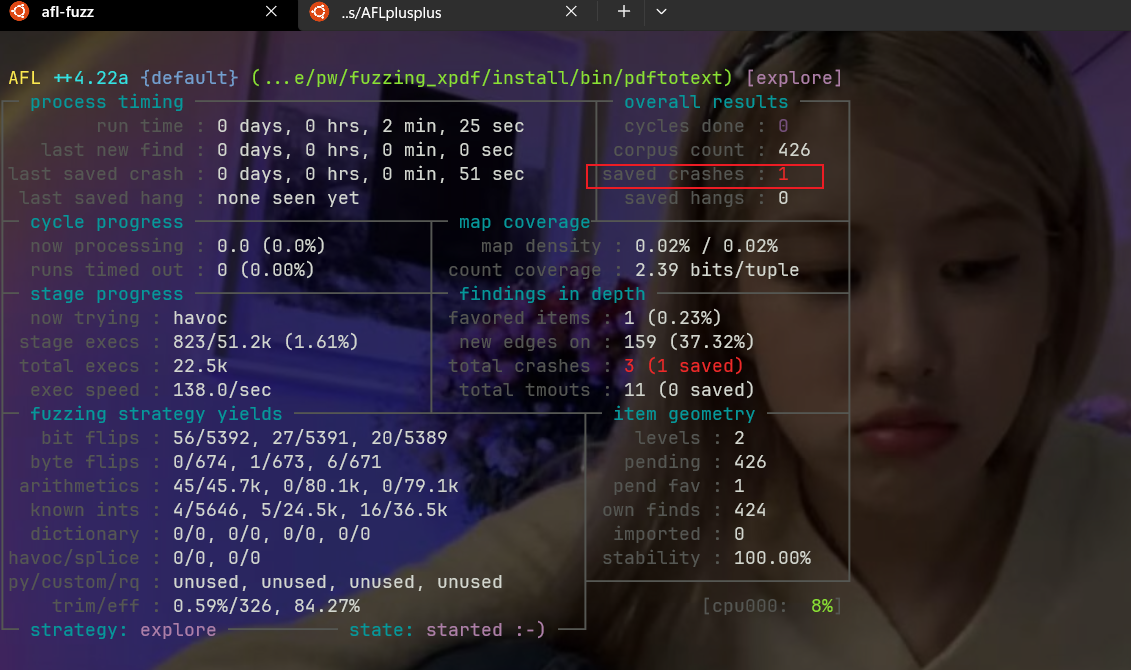 afl-fuzz
..s/AFLplusplus
AFL ++4.22a {default} (...e/pw/fuzzing_xpdf/install/bin/pdftotext) [explore]
process timing
overall results
run time : 0 days, 0 hrs, 2 min, 25 sec
cycles done : 0
last new find : 0 days, 0 hrs, 0 min, 0 sec
corpus count : 426
last saved crash : 0 days, 0 hrs, 0 min, 51 sec
saved crashes : 1
last saved hang : none seen yet
saved hangs : 0
cycle progress
map coverage
now processing : 0.0 (0.0%)
map density : 0.02% / 0.02%
runs timed out : 0 (0.00%)
count coverage : 2.39 bits/tuple
stage progress
findings in depth
now trying : havoc
favored items : 1 (0.23%)
stage execs : 823/51.2k (1.61%)
new edges on : 159 (37.32%)
total execs : 22.5k
total crashes : 3 (1 saved)
exec speed : 138.0/sec
total tmouts : 11 (0 saved)
fuzzing strategy yields
item geometry
bit flips : 56/5392, 27/5391, 20/5389
levels : 2
byte flips : 0/674, 1/673, 6/671
pending : 426
arithmetics : 45/45.7k, 0/80.1k, 0/79.1k
pend fav : 1
known ints : 4/5646, 5/24.5k, 16/36.5k
own finds : 424
dictionary : 0/0, 0/0, 0/0, 0/0
imported : 0
havoc/splice : 0/0, 0/0
stability : 100.00%
py/custom/rq : unused, unused, unused, unused
trim/eff : 0.59%/326, 84.27%
[cpu000: 8%]
strategy: explore
state: started :-)